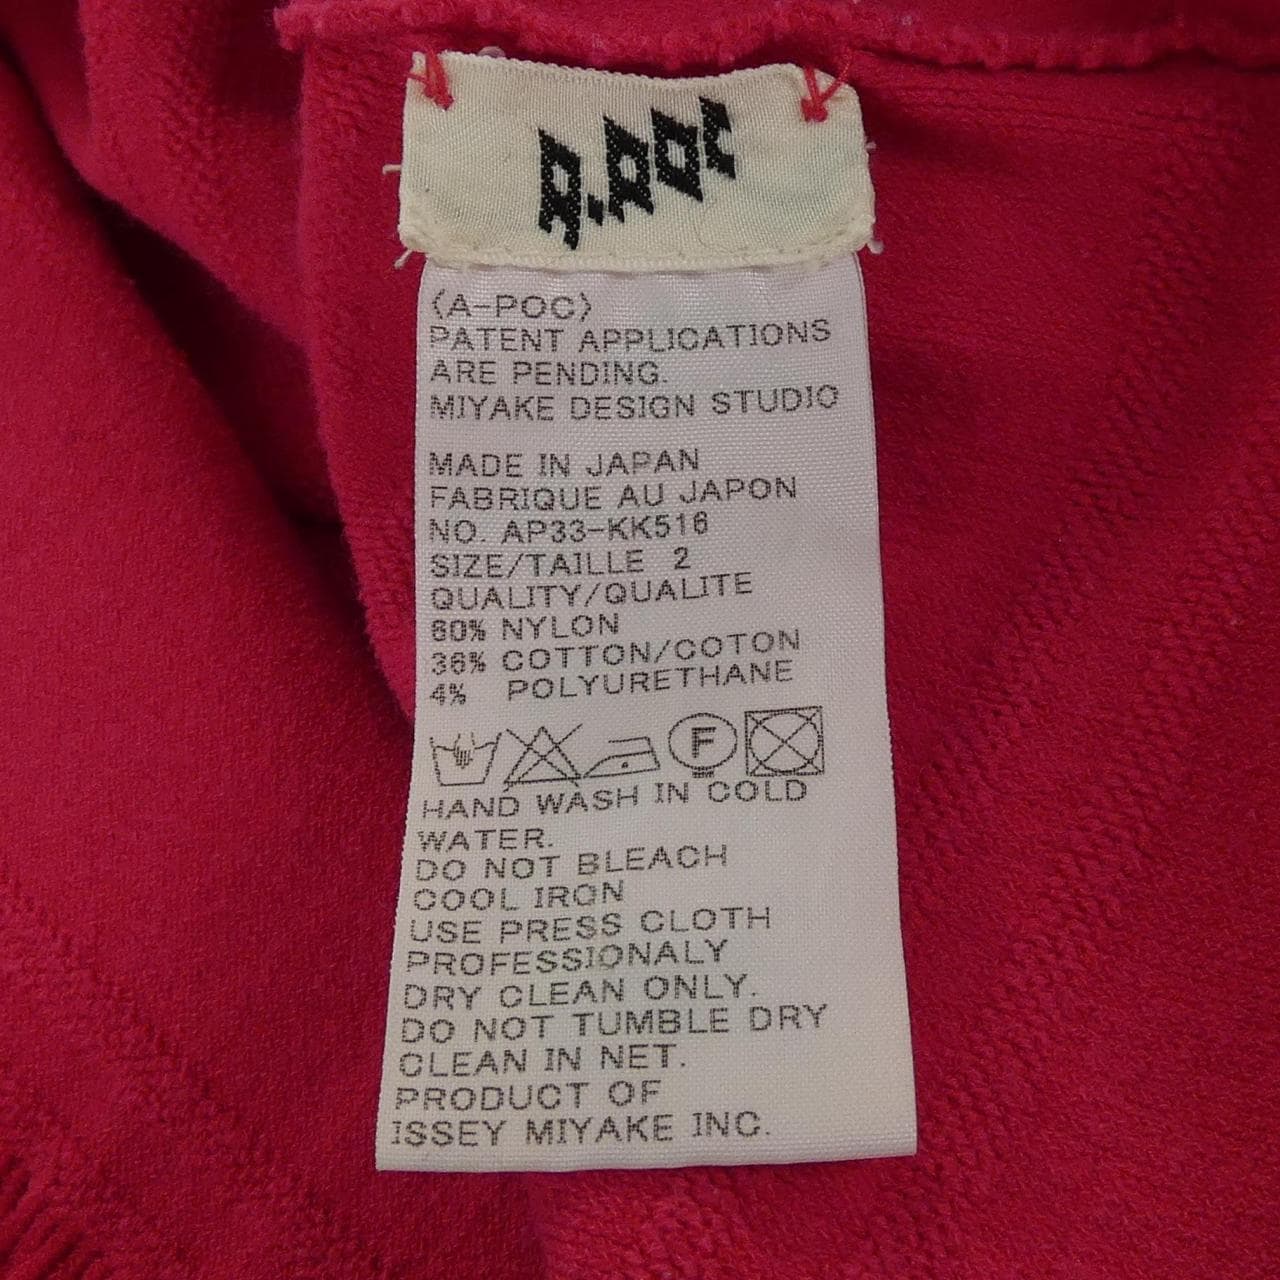 A.POC
〈A-POC〉
PATENT APPLICATIONS
ARE PENDING.
MIYAKE DESIGN STUDIO
MADE IN JAPAN
FABRIQUE AU JAPON
NO. AP33-KK516
SIZE/TAILLE 2
QUALITY/QUALITE
60% NYLON
36% COTTON/COTON
4% POLYURETHANE
F
HAND WASH IN COLD
WATER.
DO NOT BLEACH
COOL IRON
USE PRESS CLOTH
PROFESSIONALY
DRY CLEAN ONLY.
DO NOT TUMBLE DRY
CLEAN IN NET.
PRODUCT OF
ISSEY MIYAKE INC.